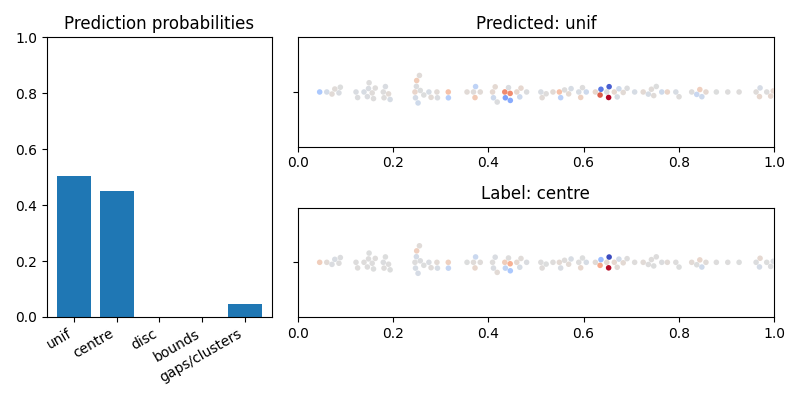 Prediction probabilities
1.0
0.8
0.6
0.4
0.2
0.0
unif
centre
disc
bounds
gaps/clusters
Predicted: unif
0.0 0.2 0.4 0.6 0.8 1.0
Label: centre
0.0 0.2 0.4 0.6 0.8 1.0